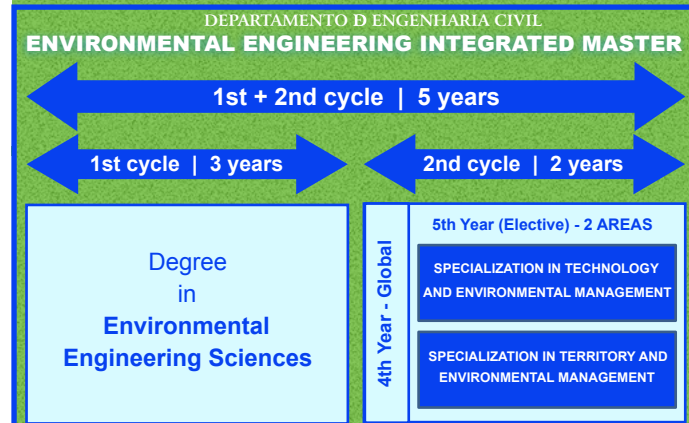 DEPARTAMENTO Ð ENGENHARIA CIVIL
ENVIRONMENTAL ENGINEERING INTEGRATED MASTER
1st + 2nd cycle | 5 years
1st cycle | 3 years
2nd cycle | 2 years
Degree
in
Environmental
Engineering Sciences
4th Year - Global
5th Year (Elective) - 2 AREAS
SPECIALIZATION IN TECHNOLOGY
AND ENVIRONMENTAL MANAGEMENT
SPECIALIZATION IN TERRITORY AND
ENVIRONMENTAL MANAGEMENT